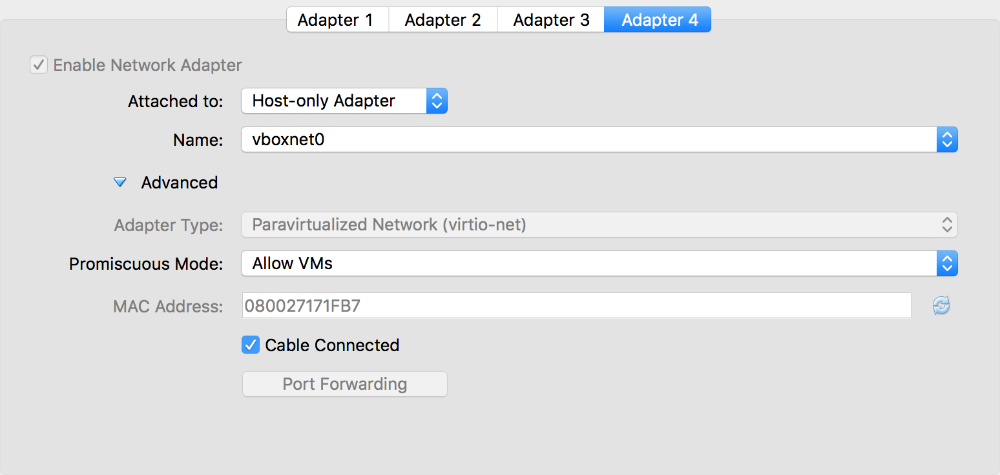 Adapter 1 Adapter 2 Adapter 3 Adapter 4
Enable Network Adapter
Attached to: Host-only Adapter
Name: vboxnet0
Advanced
Adapter Type: Paravirtualized Network (virtio-net)
Promiscuous Mode: Allow VMs
MAC Address: 080027171FB7
Cable Connected
Port Forwarding